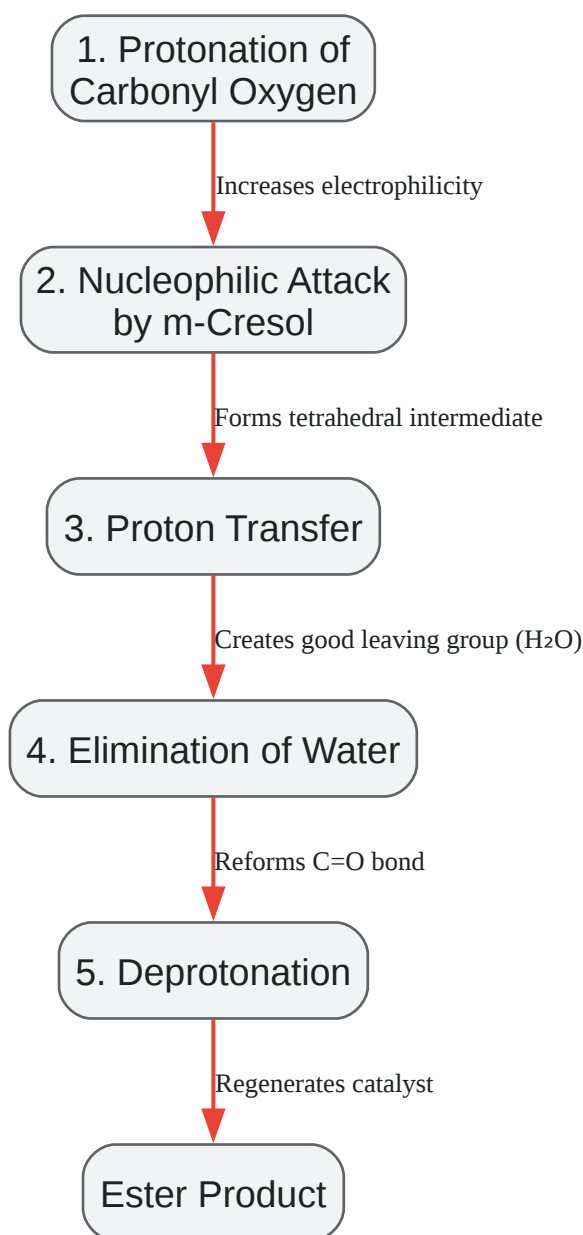 1. Protonation of
Carbonyl Oxygen
Increases electrophilicity
2. Nucleophilic Attack
by m-Cresol
Forms tetrahedral intermediate
3. Proton Transfer
Creates good leaving group (H₂O)
4. Elimination of Water
Reforms C=O bond
5. Deprotonation
Regenerates catalyst
Ester Product